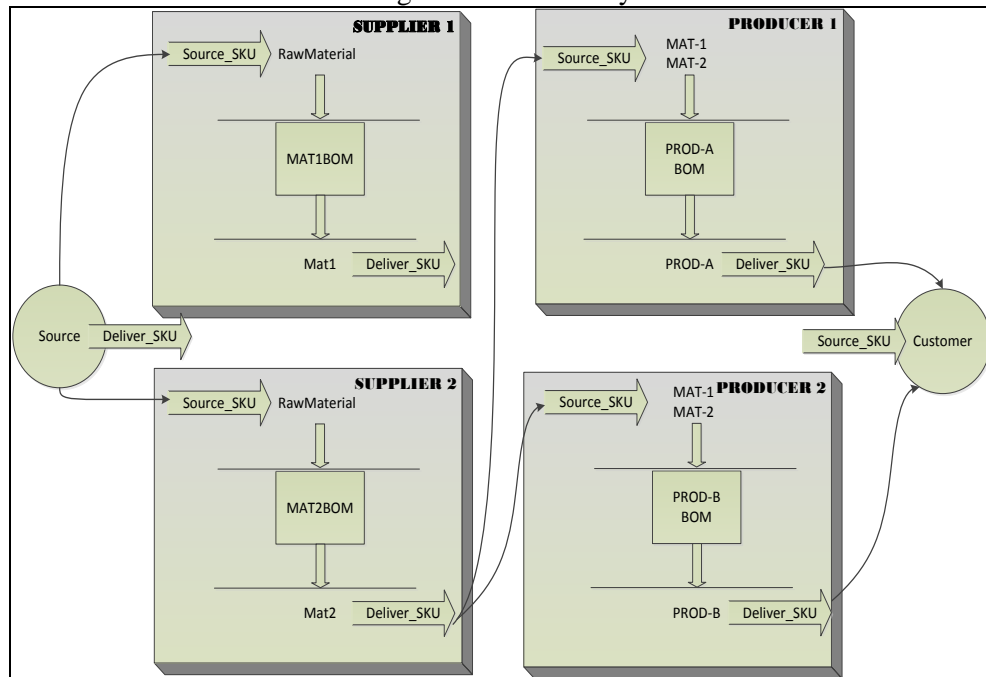 SUPPLIER 1
Source_SKU
RawMaterial
MAT1BOM
Mat1
Deliver_SKU
PRODUCER 1
Source_SKU
MAT-1
MAT-2
PROD-A
BOM
PROD-A
Deliver_SKU
Source
Deliver_SKU
Source_SKU
Customer
SUPPLIER 2
Source_SKU
RawMaterial
MAT2BOM
Mat2
Deliver_SKU
PRODUCER 2
Source_SKU
MAT-1
MAT-2
PROD-B
BOM
PROD-B
Deliver_SKU